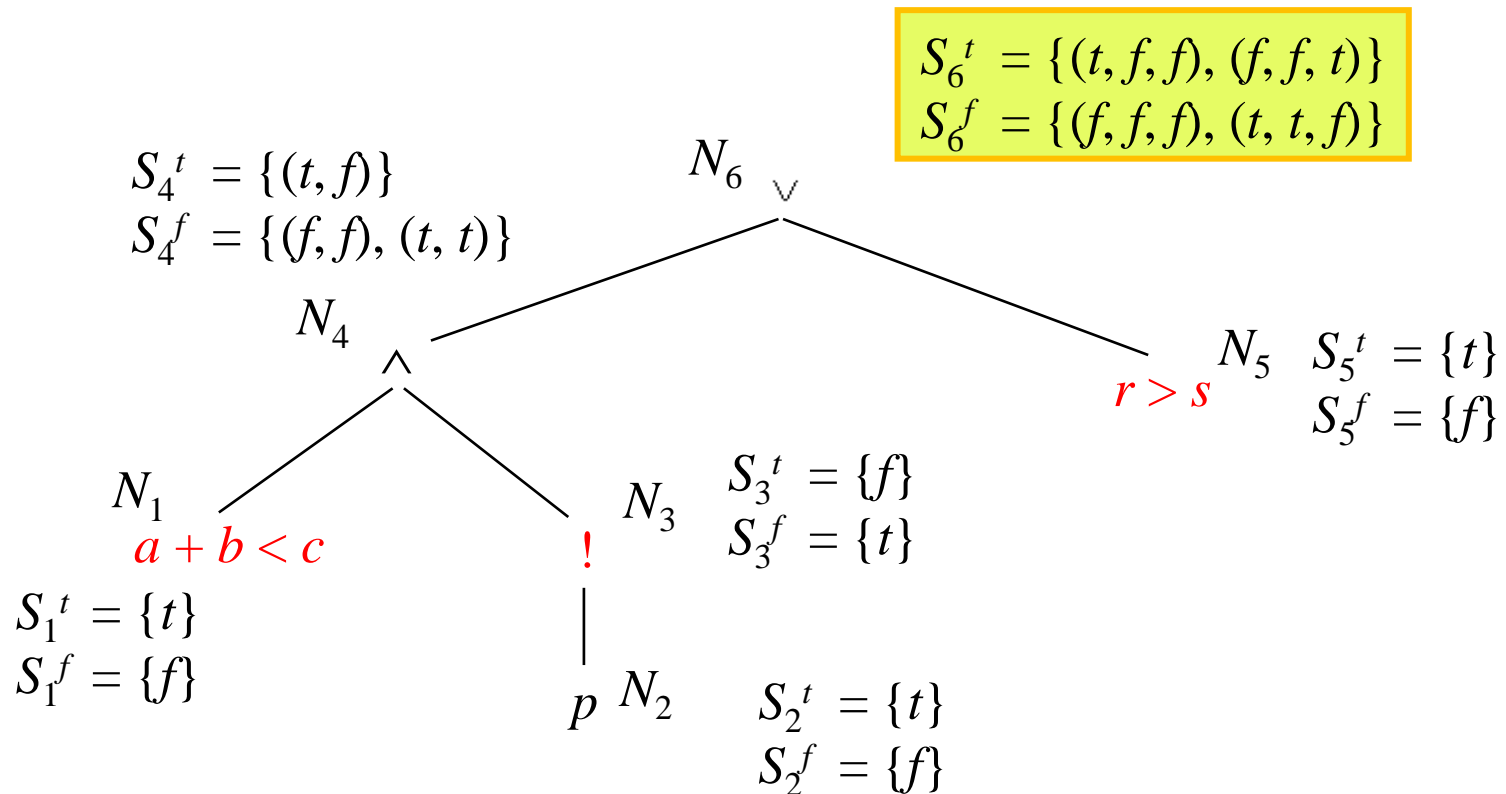 S₆ᵗ = {(t, f, f), (f, f, t)}
S₆ᶠ = {(f, f, f), (t, t, f)}
N₆
∨
S₄ᵗ = {(t, f)}
S₄ᶠ = {(f, f), (t, t)}
N₄
∧
N₅
r > s
S₅ᵗ = {t}
S₅ᶠ = {f}
N₁
a + b < c
S₁ᵗ = {t}
S₁ᶠ = {f}
N₃
!
S₃ᵗ = {f}
S₃ᶠ = {t}
p N₂
S₂ᵗ = {t}
S₂ᶠ = {f}